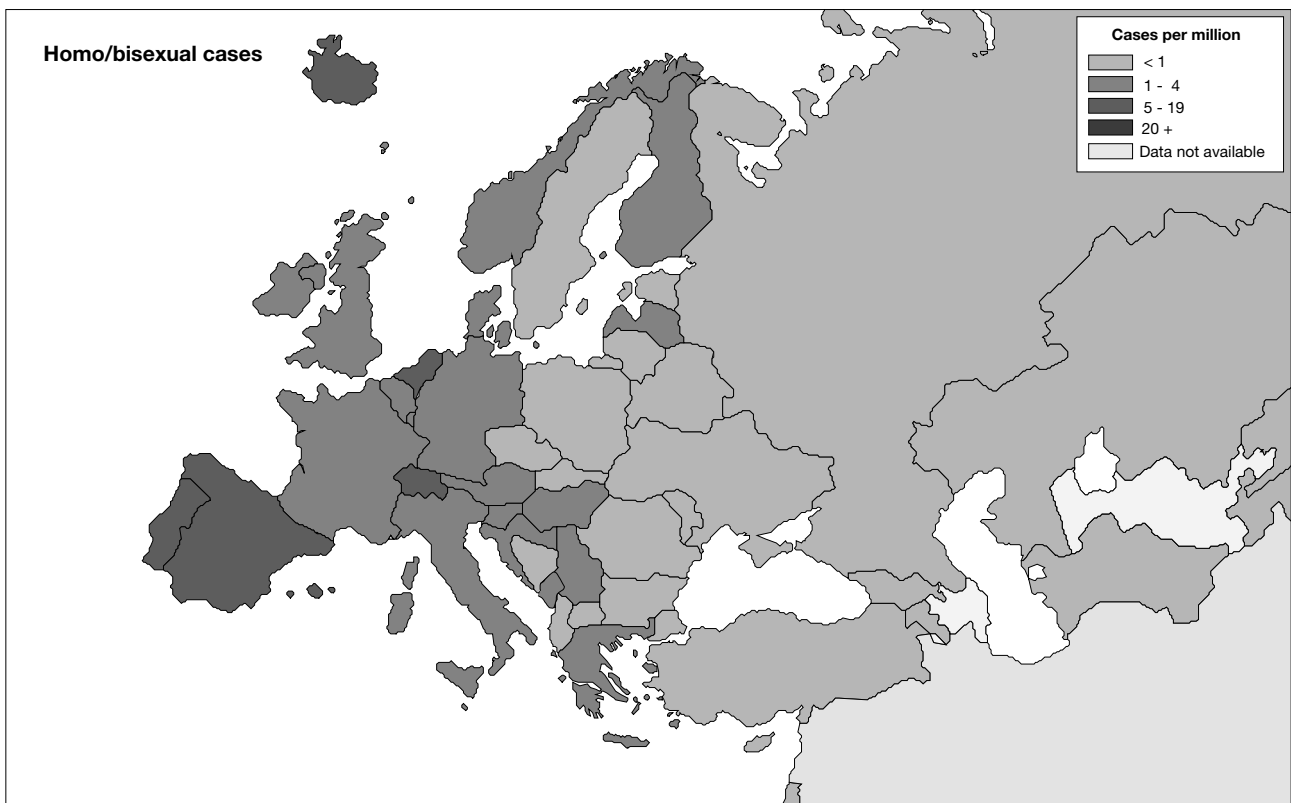 Homo/bisexual cases
Cases per million
< 1
1 - 4
5 - 19
20 +
Data not available